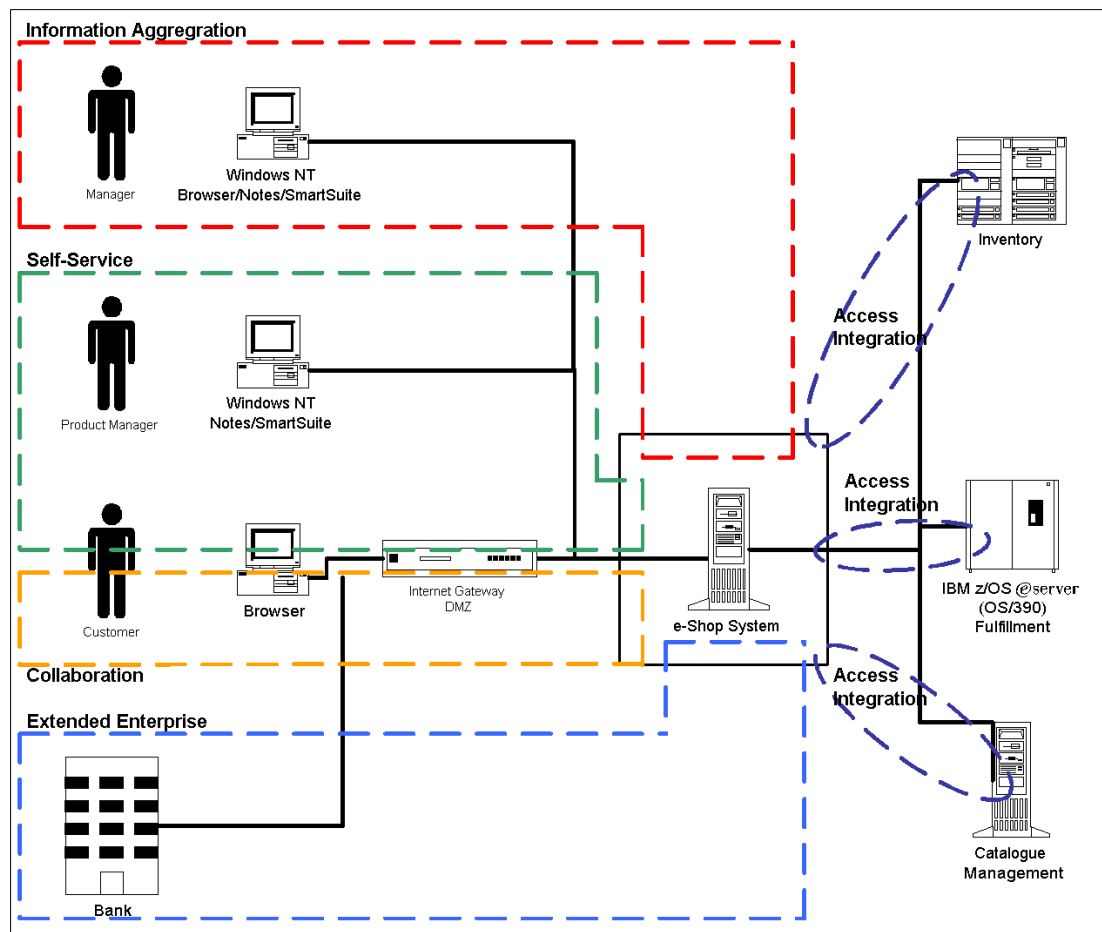 Information Aggregration
Manager
Windows NT
Browser/Notes/SmartSuite
Inventory
Self-Service
Product Manager
Windows NT
Notes/SmartSuite
Access
Integration
Access
Integration
Customer
Browser
Internet Gateway
DMZ
e-Shop System
IBM z/OS @server
(OS/390)
Fulfillment
Collaboration
Access
Integration
Extended Enterprise
Bank
Catalogue
Management